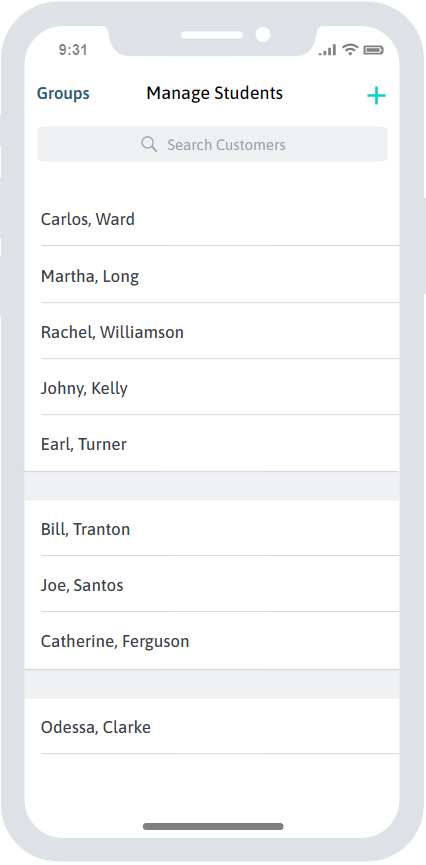 9:31
Groups Manage Students +
Search Customers
Carlos, Ward
Martha, Long
Rachel, Williamson
Johny, Kelly
Earl, Turner
Bill, Tranton
Joe, Santos
Catherine, Ferguson
Odessa, Clarke